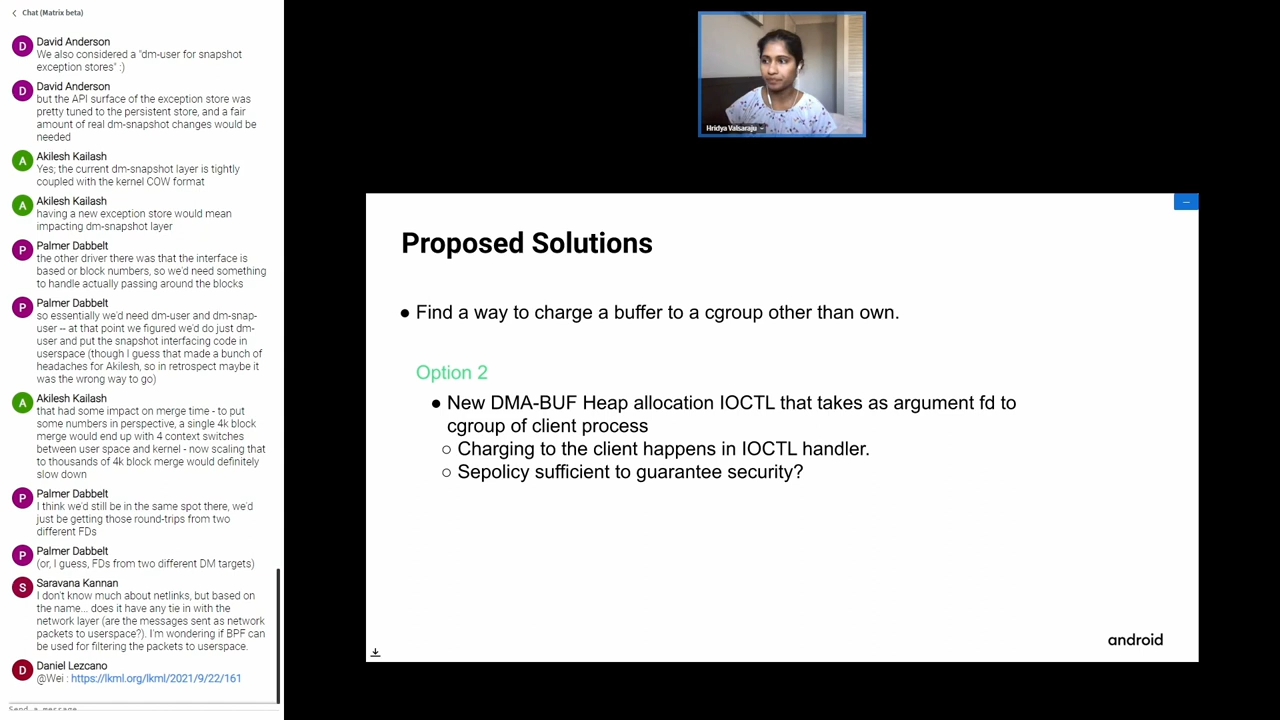 Chat (Matrix beta)
D
David Anderson
We also considered a "dm-user for snapshot
exception stores" :)
D
David Anderson
but the API surface of the exception store was
pretty tuned to the persistent store, and a fair
amount of real dm-snapshot changes would be
needed
A
Akilesh Kailash
Yes; the current dm-snapshot layer is tightly
coupled with the kernel COW format
A
Akilesh Kailash
having a new exception store would mean
impacting dm-snapshot layer
P
Palmer Dabbelt
the other driver there was that the interface is
based or block numbers, so we'd need something
to handle actually passing around the blocks
P
Palmer Dabbelt
so essentially we'd need dm-user and dm-snap-
user -- at that point we figured we'd do just dm-
user and put the snapshot interfacing code in
userspace (though I guess that made a bunch of
headaches for Akilesh, so in retrospect maybe it
was the wrong way to go)
A
Akilesh Kailash
that had some impact on merge time - to put
some numbers in perspective, a single 4k block
merge would end up with 4 context switches
between user space and kernel - now scaling that
to thousands of 4k block merge would definitely
slow down
P
Palmer Dabbelt
I think we'd still be in the same spot there, we'd
just be getting those round-trips from two
different FDs
P
Palmer Dabbelt
(or, I guess, FDs from two different DM targets)
S
Saravana Kannan
I don't know much about netlinks, but based on
the name... does it have any tie in with the
network layer (are the messages sent as network
packets to userspace?). I'm wondering if BPF can
be used for filtering the packets to userspace.
D
Daniel Lezcano
@Wei : https://lkml.org/lkml/2021/9/22/161
Send a message
Hridya Valsaraju
Proposed Solutions
● Find a way to charge a buffer to a cgroup other than own.
Option 2
● New DMA-BUF Heap allocation IOCTL that takes as argument fd to
cgroup of client process
○ Charging to the client happens in IOCTL handler.
○ Sepolicy sufficient to guarantee security?
android